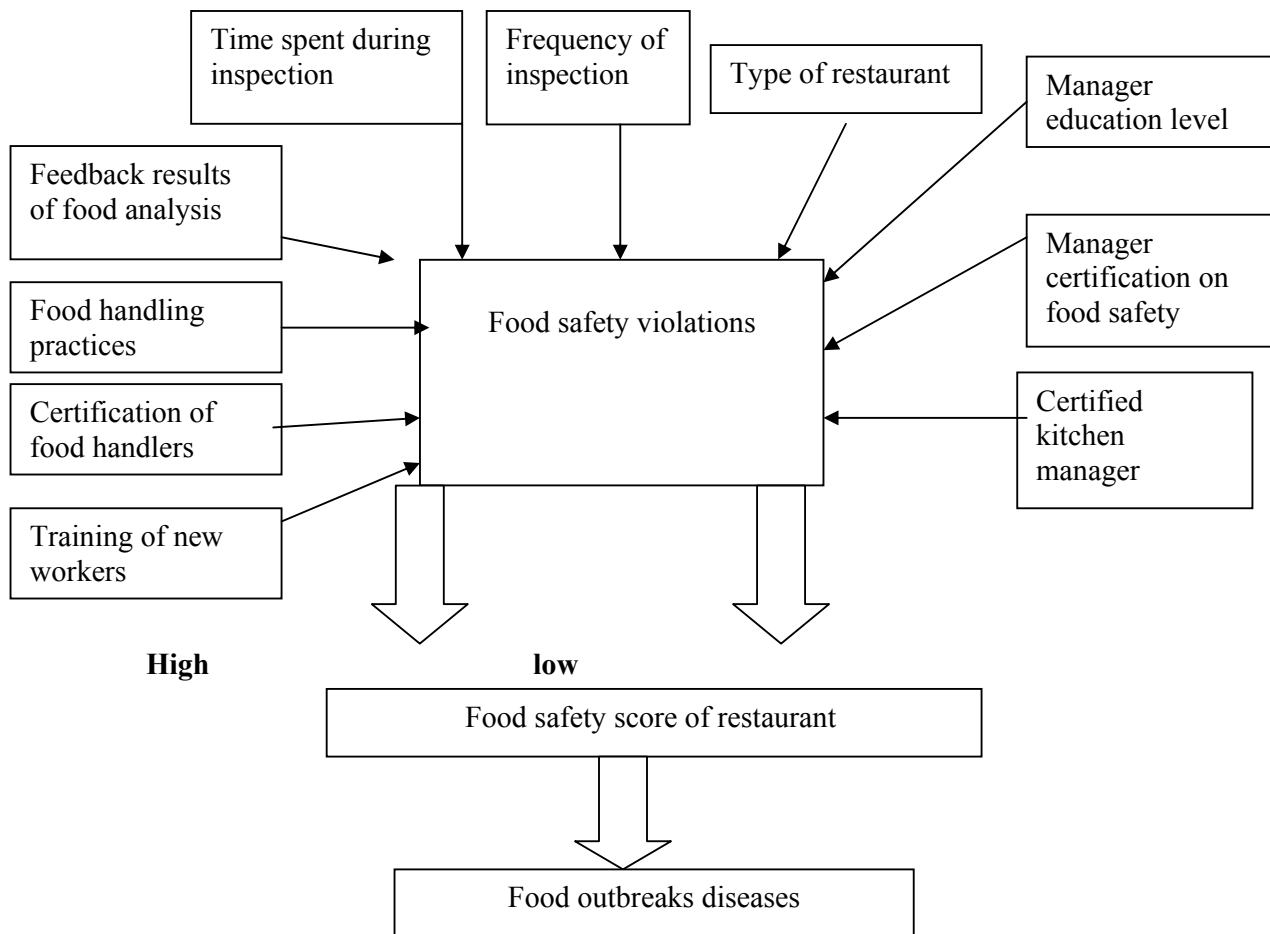 Time spent during
inspection
Frequency of
inspection
Type of restaurant
Manager
education level
Feedback results
of food analysis
Manager
certification on
food safety
Food handling
practices
Food safety violations
Certification of
food handlers
Certified
kitchen
manager
Training of new
workers
High
low
Food safety score of restaurant
Food outbreaks diseases